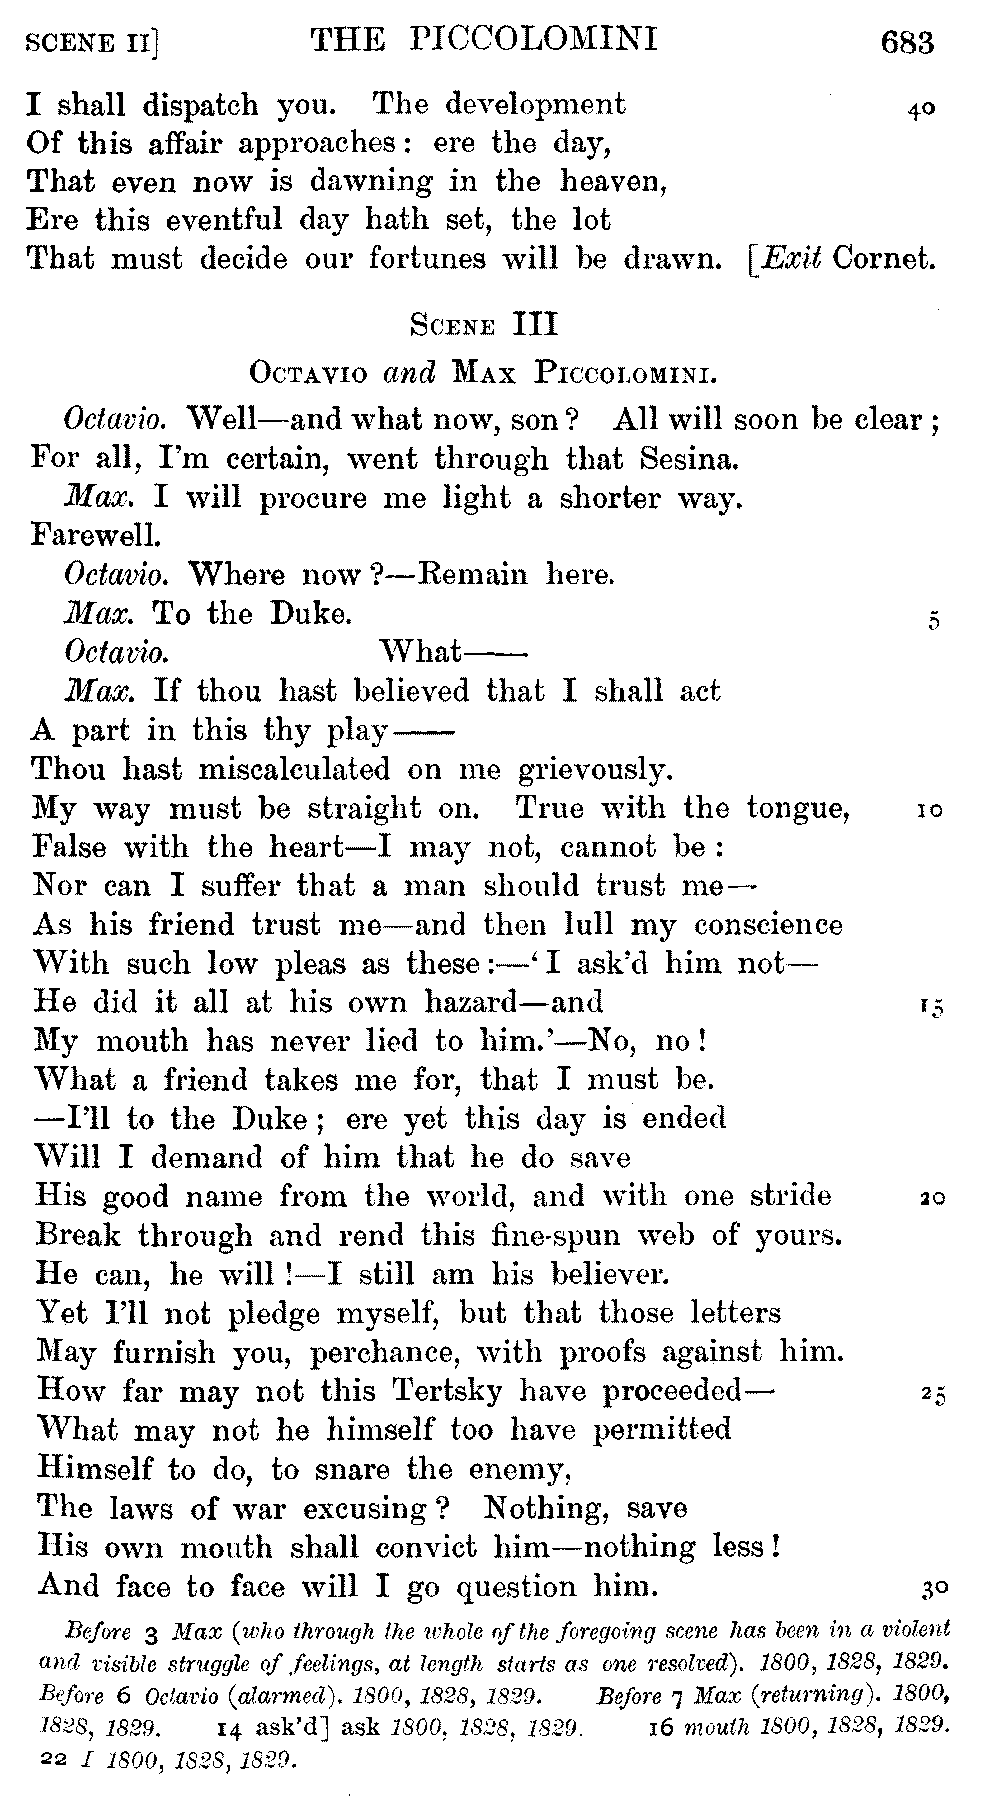 SCENE II] THE PICCOLOMINI 683
I shall dispatch you. The development 40
Of this affair approaches: ere the day,
That even now is dawning in the heaven,
Ere this eventful day hath set, the lot
That must decide our fortunes will be drawn. [Exit Cornet.
SCENE III
OCTAVIO and MAX PICCOLOMINI.
Octavio. Well—and what now, son? All will soon be clear;
For all, I'm certain, went through that Sesina.
Max. I will procure me light a shorter way.
Farewell.
Octavio. Where now?—Remain here.
Max. To the Duke. 5
Octavio. What——
Max. If thou hast believed that I shall act
A part in this thy play——
Thou hast miscalculated on me grievously.
My way must be straight on. True with the tongue, 10
False with the heart—I may not, cannot be:
Nor can I suffer that a man should trust me—
As his friend trust me—and then lull my conscience
With such low pleas as these:—‘I ask'd him not—
He did it all at his own hazard—and 15
My mouth has never lied to him.’—No, no!
What a friend takes me for, that I must be.
—I'll to the Duke; ere yet this day is ended
Will I demand of him that he do save
His good name from the world, and with one stride 20
Break through and rend this fine-spun web of yours.
He can, he will!—I still am his believer.
Yet I'll not pledge myself, but that those letters
May furnish you, perchance, with proofs against him.
How far may not this Tertsky have proceeded— 25
What may not he himself too have permitted
Himself to do, to snare the enemy,
The laws of war excusing? Nothing, save
His own mouth shall convict him—nothing less!
And face to face will I go question him. 30
Before 3 Max (who through the whole of the foregoing scene has been in a violent
and visible struggle of feelings, at length starts as one resolved). 1800, 1828, 1829.
Before 6 Octavio (alarmed). 1800, 1828, 1829. Before 7 Max (returning). 1800,
1828, 1829. 14 ask'd] ask 1800, 1828, 1829. 16 mouth 1800, 1828, 1829.
22 I 1800, 1828, 1829.